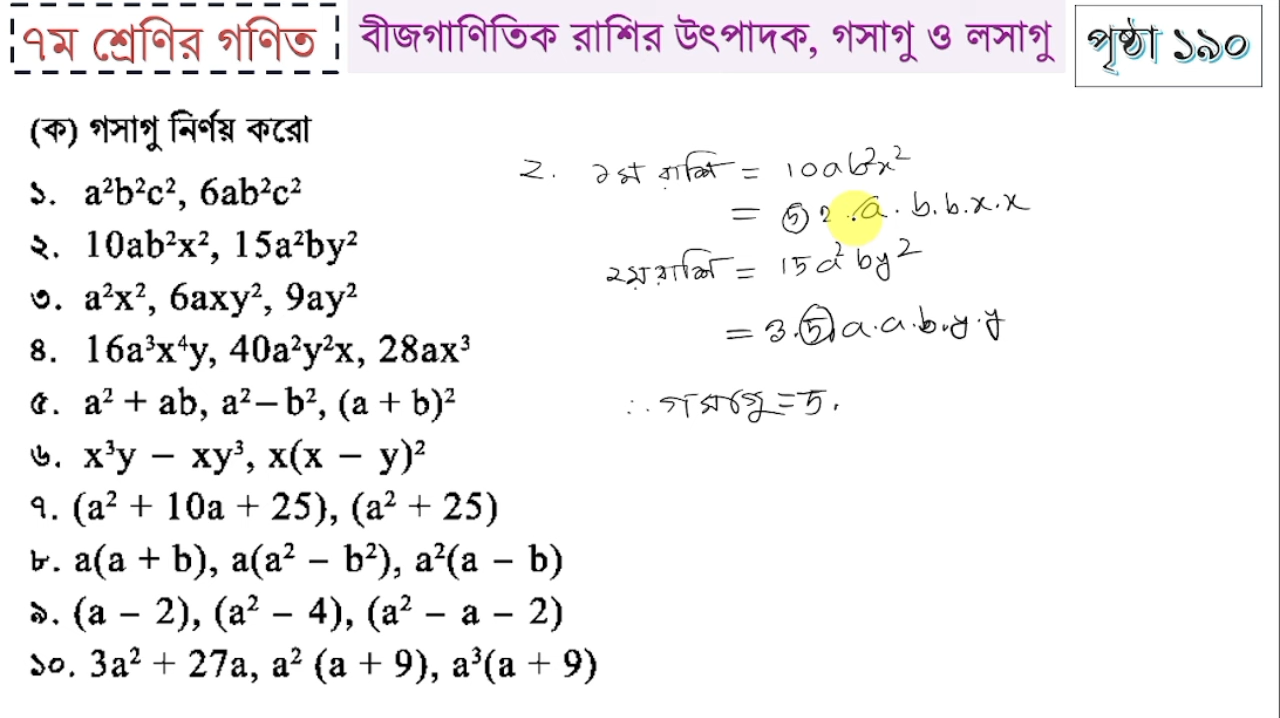 ৭ম শ্রেণির গণিত
বীজগাণিতিক রাশির উৎপাদক, গসাগু ও লসাগু
পৃষ্ঠা ১৯০
(ক) গসাগু নির্ণয় করো
১. a²b²c², 6ab²c²
২. 10ab²x², 15a²by²
৩. a²x², 6axy², 9ay²
৪. 16a³x⁴y, 40a²y²x, 28ax³
৫. a² + ab, a² – b², (a + b)²
৬. x³y − xy³, x(x − y)²
৭. (a² + 10a + 25), (a² + 25)
৮. a(a + b), a(a² − b²), a²(a − b)
৯. (a − 2), (a² − 4), (a² − a − 2)
১০. 3a² + 27a, a² (a + 9), a³(a + 9)
2. ১ম রাশি = 10ab²x²
= 5 2 . a . b . b . x . x
২য় রাশি = 15a²by²
= 3 . 5 . a . a . b . y . y
∴ গসাগু = 5 .